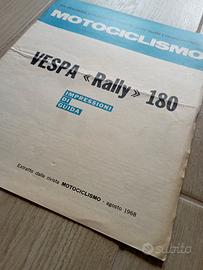 MOTOCICLISMO
VESPA «Rally» 180
IMPRESSIONI
DI
GUIDA
Estratto dalla rivista MOTOCICLISMO - agosto 1968
subito